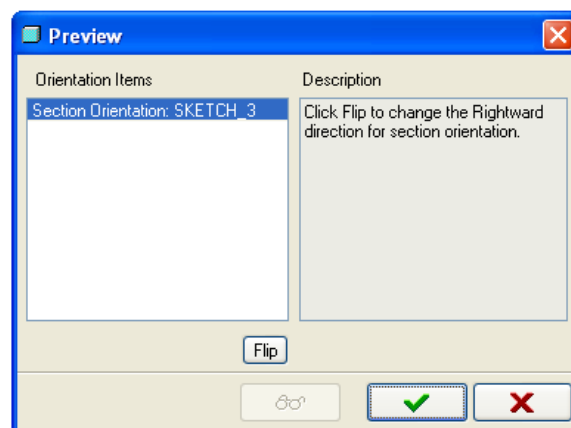 Preview
Orientation Items
Description
Section Orientation: SKETCH_3
Click Flip to change the Rightward
direction for section orientation.
Flip